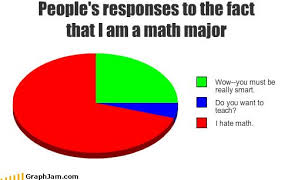 People's responses to the fact
that I am a math major
Wow--you must be
really smart.
Do you want to
teach?
I hate math.
GraphJam.com